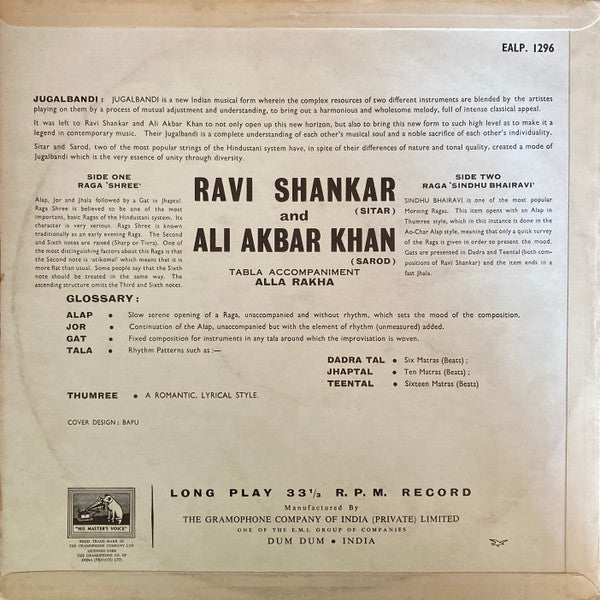 EALP. 1296
JUGALBANDI : JUGALBANDI is a new Indian musical form wherein the complex resources of two different instruments are blended by the artistes
playing on them by a process of mutual adjustment and understanding, to bring out a harmonious and wholesome melody, full of intense classical appeal.
It was left to Ravi Shankar and Ali Akbar Khan to not only open up this new horizon, but also to bring this new form to such high level as to make it a
legend in contemporary music. Their Jugalbandi is a complete understanding of each other's musical soul and a noble sacrifice of each other's individuality.
Sitar and Sarod, two of the most popular strings of the Hindustani system have, in spite of their differences of nature and tonal quality, created a mode of
Jugalbandi which is the very essence of unity through diversity.
SIDE ONE
RAGA 'SHREE'
Alap, Jor and Jhala followed by a Gat in Jhaptal.
Raga Shree is believed to be one of the most
important, basic Ragas of the Hindustani system. Its
character is very serious. Raga Shree is known
traditionally as an early evening Raga. The Second
and Sixth notes are raised (Sharp or Tivra). One of
the most distinguishing factors about this Raga is that
the Second note is 'atikomal' which means that it is
more flat than usual. Some people say that the Sixth
note should be treated in the same way. The
ascending structure omits the Third and Sixth notes.
RAVI SHANKAR
(SITAR)
and
ALI AKBAR KHAN
(SAROD)
TABLA ACCOMPANIMENT
ALLA RAKHA
SIDE TWO
RAGA 'SINDHU BHAIRAVI'
SINDHU BHAIRAVI is one of the most popular
Morning Ragas. This item opens with an Alap in
Thumree style, which in this instance is done in the
Ao-Char Alap style, meaning that only a quick survey
of the Raga is given in order to present the mood,
Gats are presented in Dadra and Teental (both com-
positions of Ravi Shankar) and the item ends in a
fast Jhala.
GLOSSARY :
ALAP • Slow serene opening of a Raga, unaccompanied and without rhythm, which sets the mood of the composition.
JOR • Continuation of the Alap, unaccompanied but with the element of rhythm (unmeasured) added.
GAT • Fixed composition for instruments in any tala around which the improvisation is woven.
TALA • Rhythm Patterns such as :—
DADRA TAL • Six Matras (Beats) ;
JHAPTAL • Ten Matras (Beats) ;
TEENTAL • Sixteen Matras (Beats)
THUMREE • A ROMANTIC, LYRICAL STYLE.
COVER DESIGN : BAPU
"HIS MASTER'S VOICE"
REGD. TRADE MARK OF
THE GRAMOPHONE COMPANY LTD
LICENSED USER
THE GRAMOPHONE CO. OF
INDIA (PRIVATE) LTD.
LONG PLAY 33 1/3 R. P. M. RECORD
Manufactured By
THE GRAMOPHONE COMPANY OF INDIA (PRIVATE) LIMITED
ONE OF THE E.M.I. GROUP OF COMPANIES
DUM DUM • INDIA